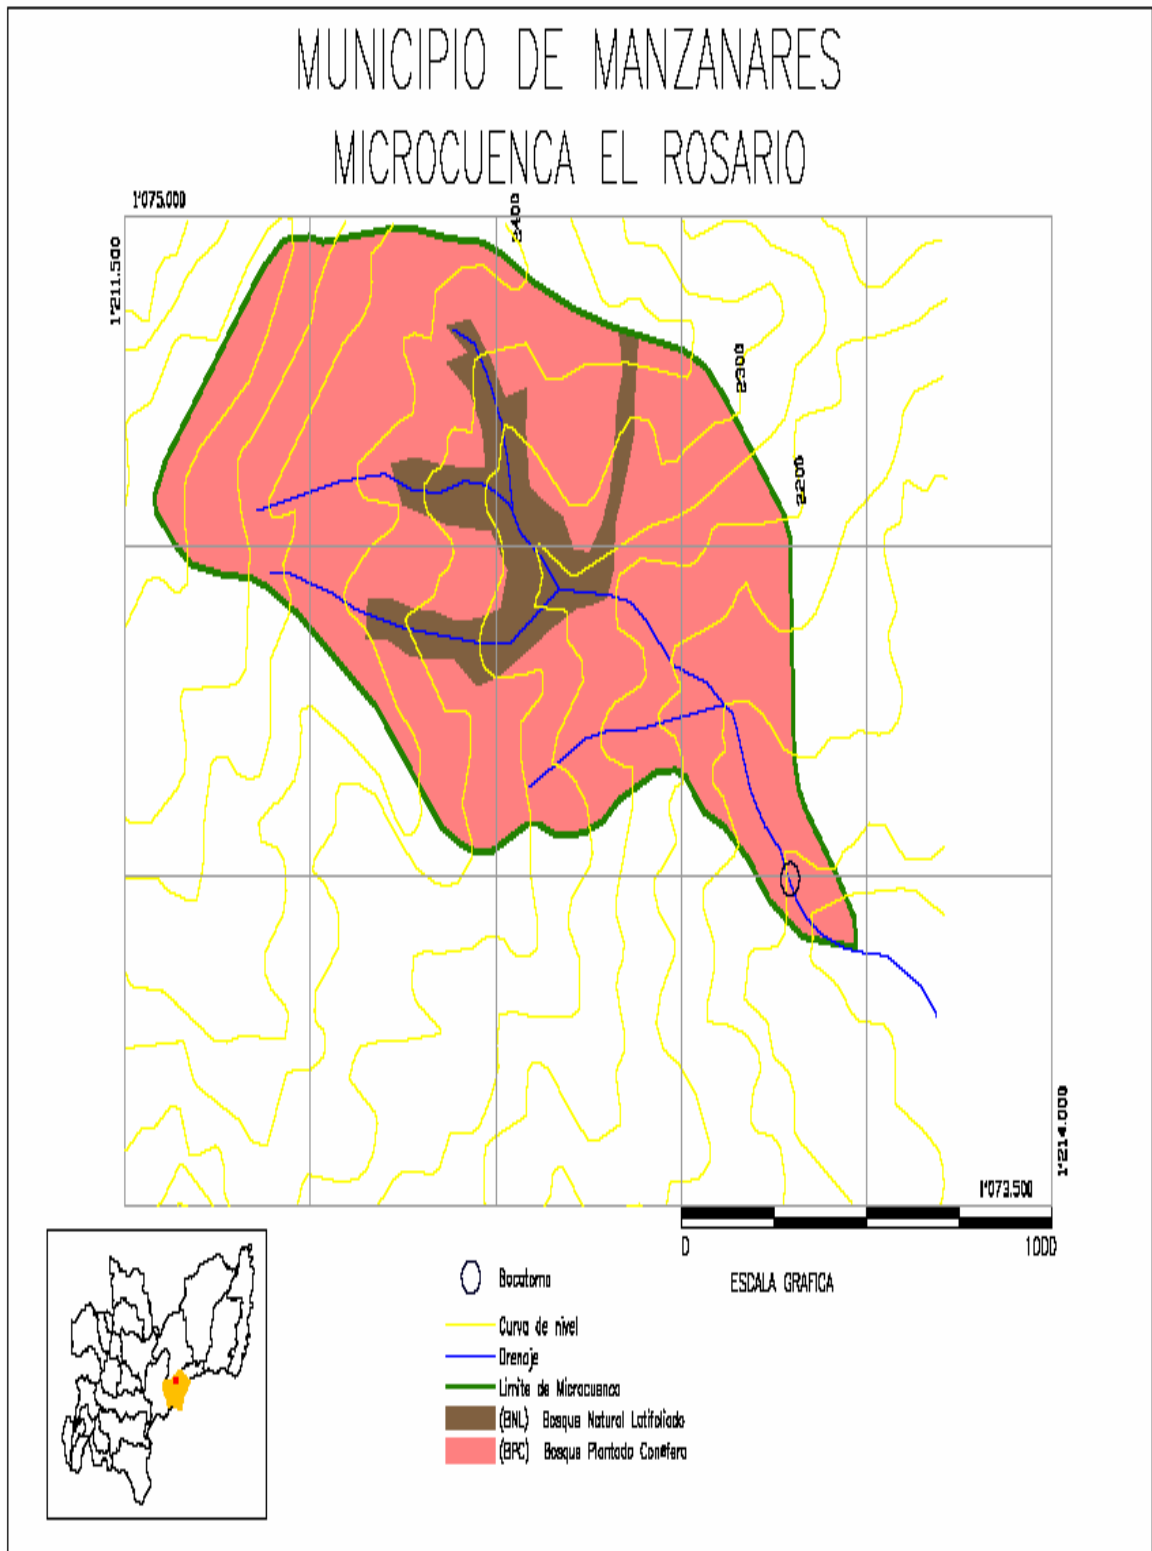 MUNICIPIO DE MANZANARES
MICROCUENCA EL ROSARIO
1'075.000
1'211.500
2400
2300
2200
1'214.000
1'073.500
0 1000
ESCALA GRAFICA
Bocatoma
Curva de nivel
Drenaje
Limite de Microcuenca
(BNL) Bosque Natural Latifoliado
(BPC) Bosque Plantado Conífera